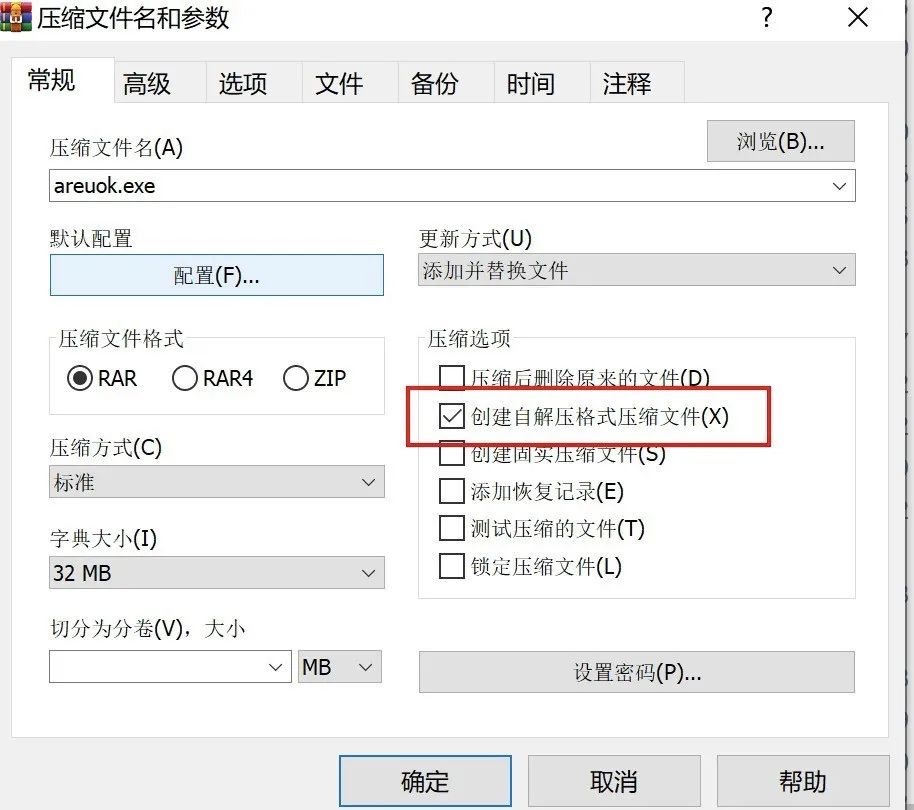 压缩文件名和参数
?
常规 高级 选项 文件 备份 时间 注释
压缩文件名(A)
浏览(B)...
areuok.exe
默认配置
配置(F)...
更新方式(U)
添加并替换文件
压缩文件格式
RAR RAR4 ZIP
压缩方式(C)
标准
字典大小(I)
32 MB
切分为分卷(V)，大小
MB
压缩选项
压缩后删除原来的文件(D)
创建自解压格式压缩文件(X)
创建固实压缩文件(S)
添加恢复记录(E)
测试压缩的文件(T)
锁定压缩文件(L)
设置密码(P)...
确定 取消 帮助